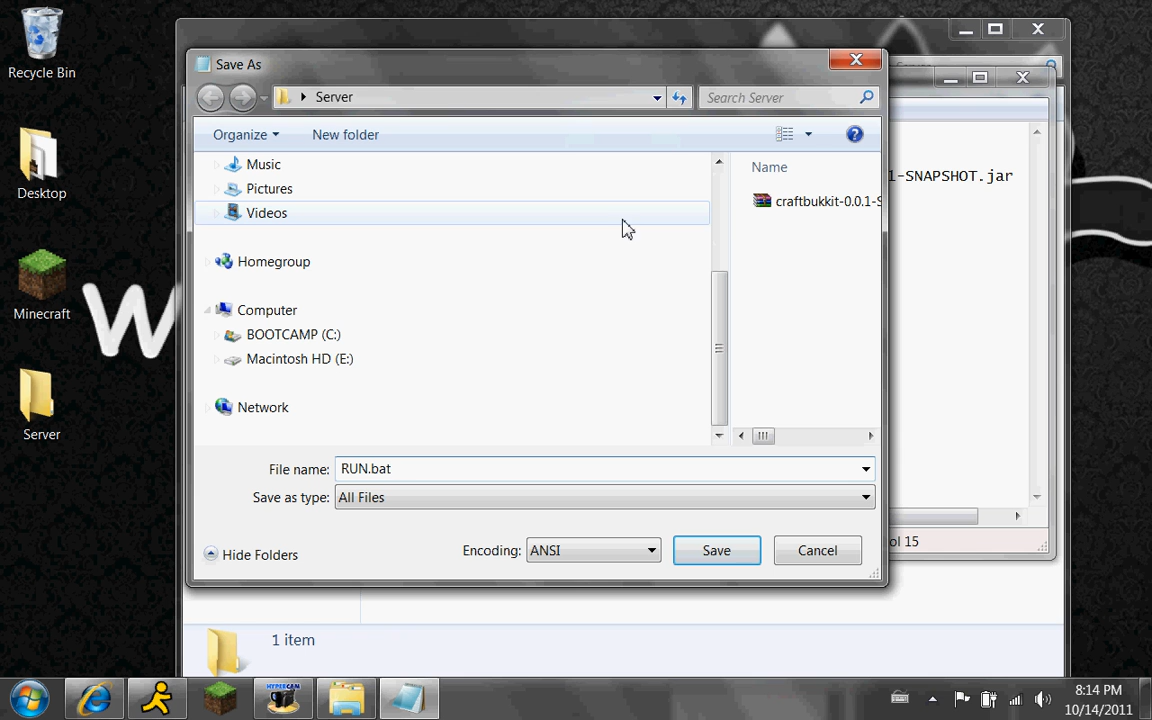 Recycle Bin
Desktop
Minecraft
Server
W
Save As
Server
Search Server
Organize
New folder
Music
Pictures
Videos
Homegroup
Computer
BOOTCAMP (C:)
Macintosh HD (E:)
Network
Name
craftbukkit-0.0.1-S
1-SNAPSHOT.jar
File name: RUN.bat
Save as type: All Files
Hide Folders
Encoding: ANSI
Save
Cancel
ol 15
1 item
HYPERCAM
8:14 PM
10/14/2011